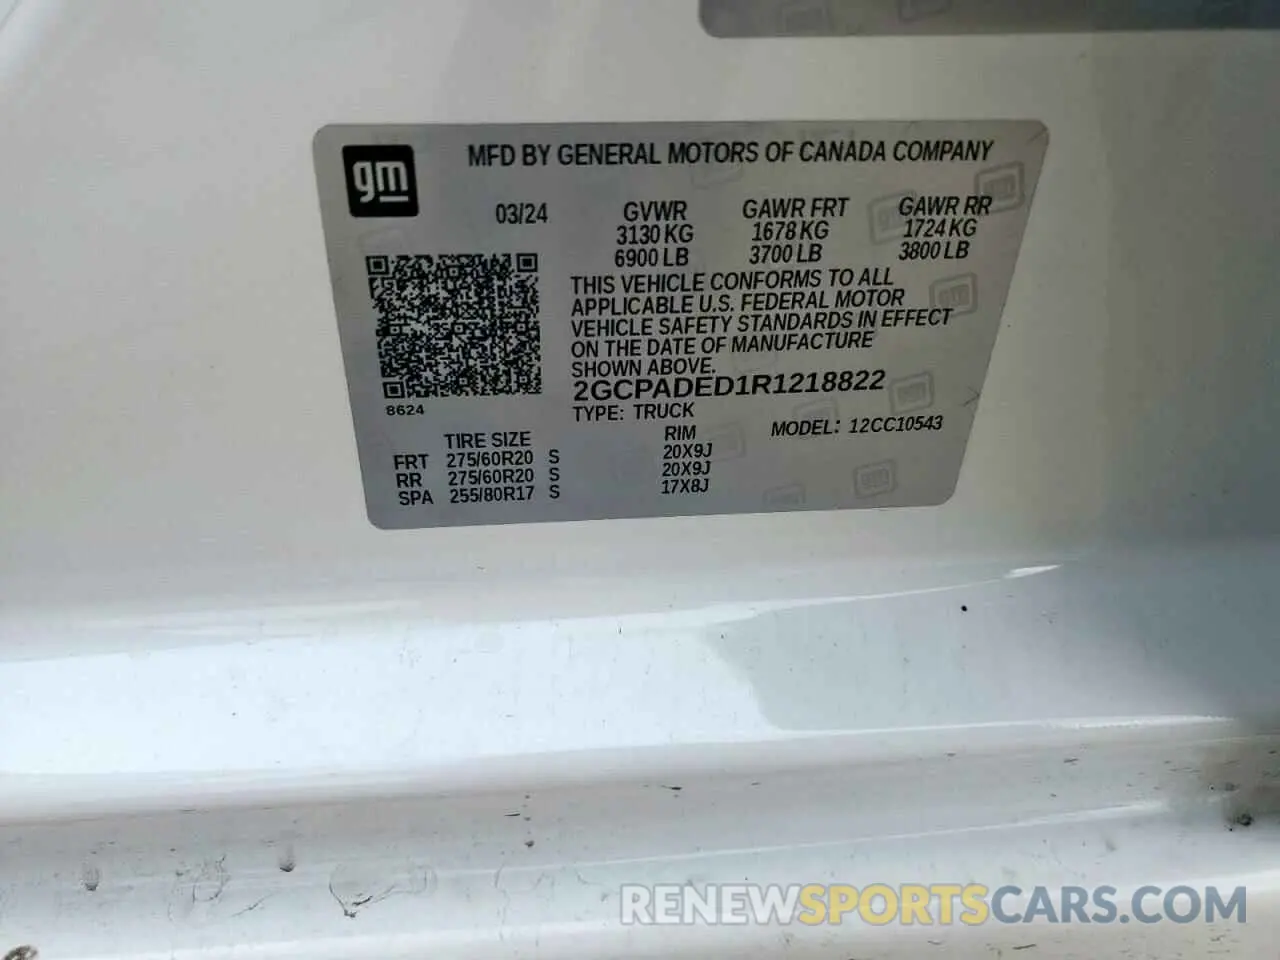 gm
MFD BY GENERAL MOTORS OF CANADA COMPANY
03/24
GVWR
3130 KG
6900 LB
GAWR FRT
1678 KG
3700 LB
GAWR RR
1724 KG
3800 LB
THIS VEHICLE CONFORMS TO ALL
APPLICABLE U.S. FEDERAL MOTOR
VEHICLE SAFETY STANDARDS IN EFFECT
ON THE DATE OF MANUFACTURE
SHOWN ABOVE.
2GCPADED1R1218822
TYPE: TRUCK
MODEL: 12CC10543
8624
TIRE SIZE RIM
FRT 275/60R20 S 20X9J
RR 275/60R20 S 20X9J
SPA 255/80R17 S 17X8J
RENEWSPORTSCARS.COM